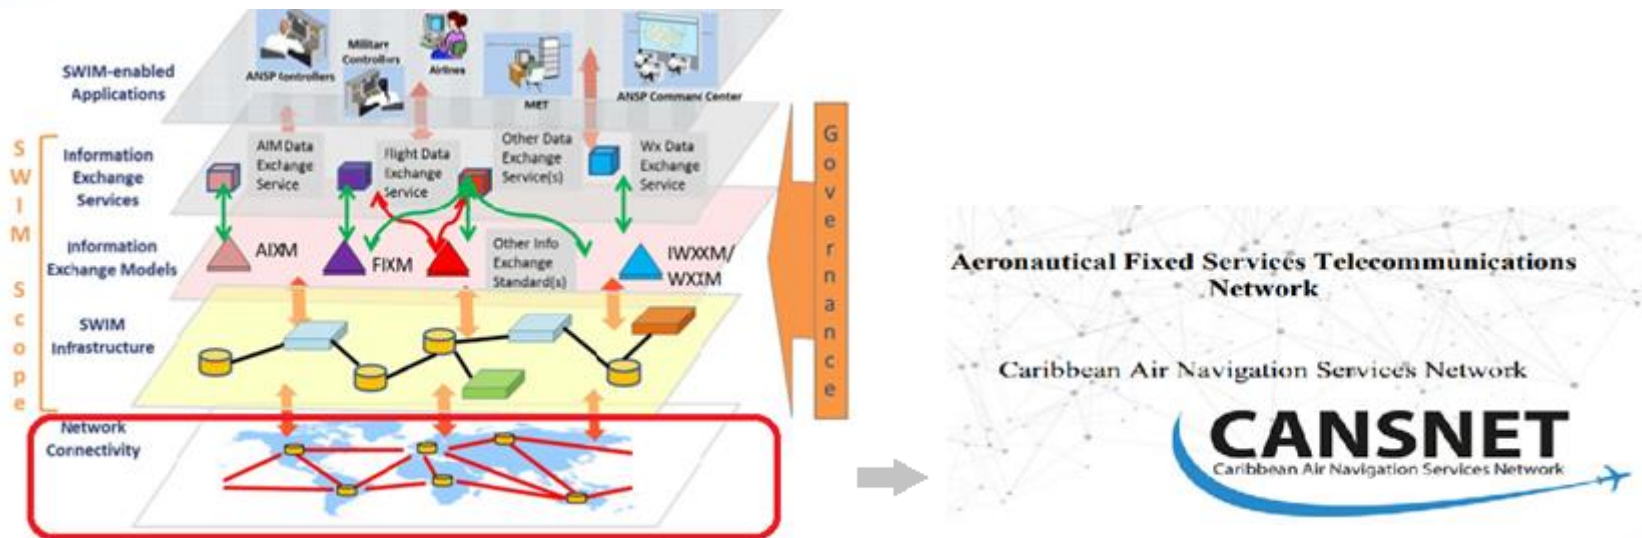 Military
Controllers
ANSP Controllers
Airlines
MET
ANSP Command Center
SWIM-enabled
Applications
SWIM Scope
Information
Exchange
Services
AIM Data
Exchange
Service
Flight Data
Exchange
Service
Other Data
Exchange
Service(s)
Wx Data
Exchange
Service
Information
Exchange Models
AIXM
FIXM
Other Info
Exchange
Standard(s)
IWXXM/
WXXM
SWIM
Infrastructure
Network
Connectivity
Governance
Aeronautical Fixed Services Telecommunications
Network
Caribbean Air Navigation Services Network
CANSNET
Caribbean Air Navigation Services Network